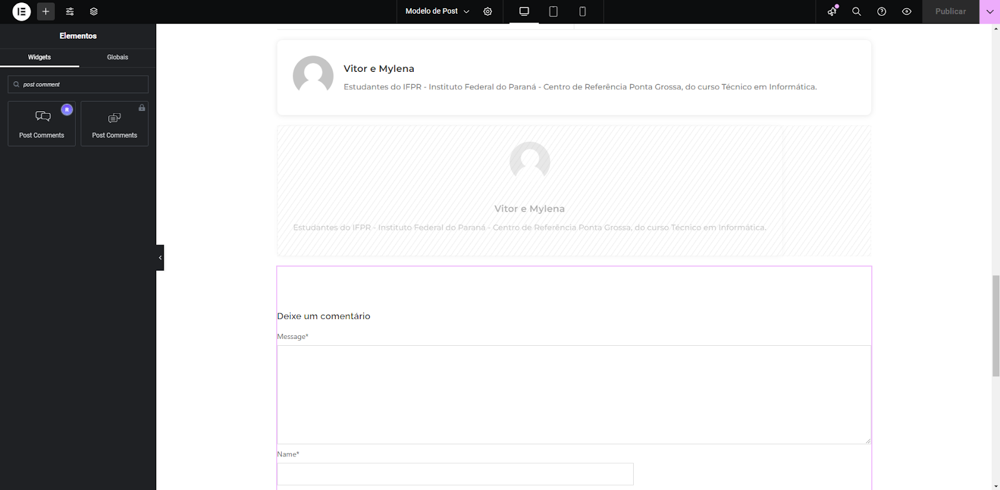 Modelo de Post
Publicar
Elementos
Widgets
Globais
post comment
R
Post Comments
Post Comments
Vitor e Mylena
Estudantes do IFPR - Instituto Federal do Paraná - Centro de Referência Ponta Grossa, do curso Técnico em Informática.
Vitor e Mylena
Estudantes do IFPR - Instituto Federal do Paraná - Centro de Referência Ponta Grossa, do curso Técnico em Informática.
Deixe um comentário
Message*
Name*